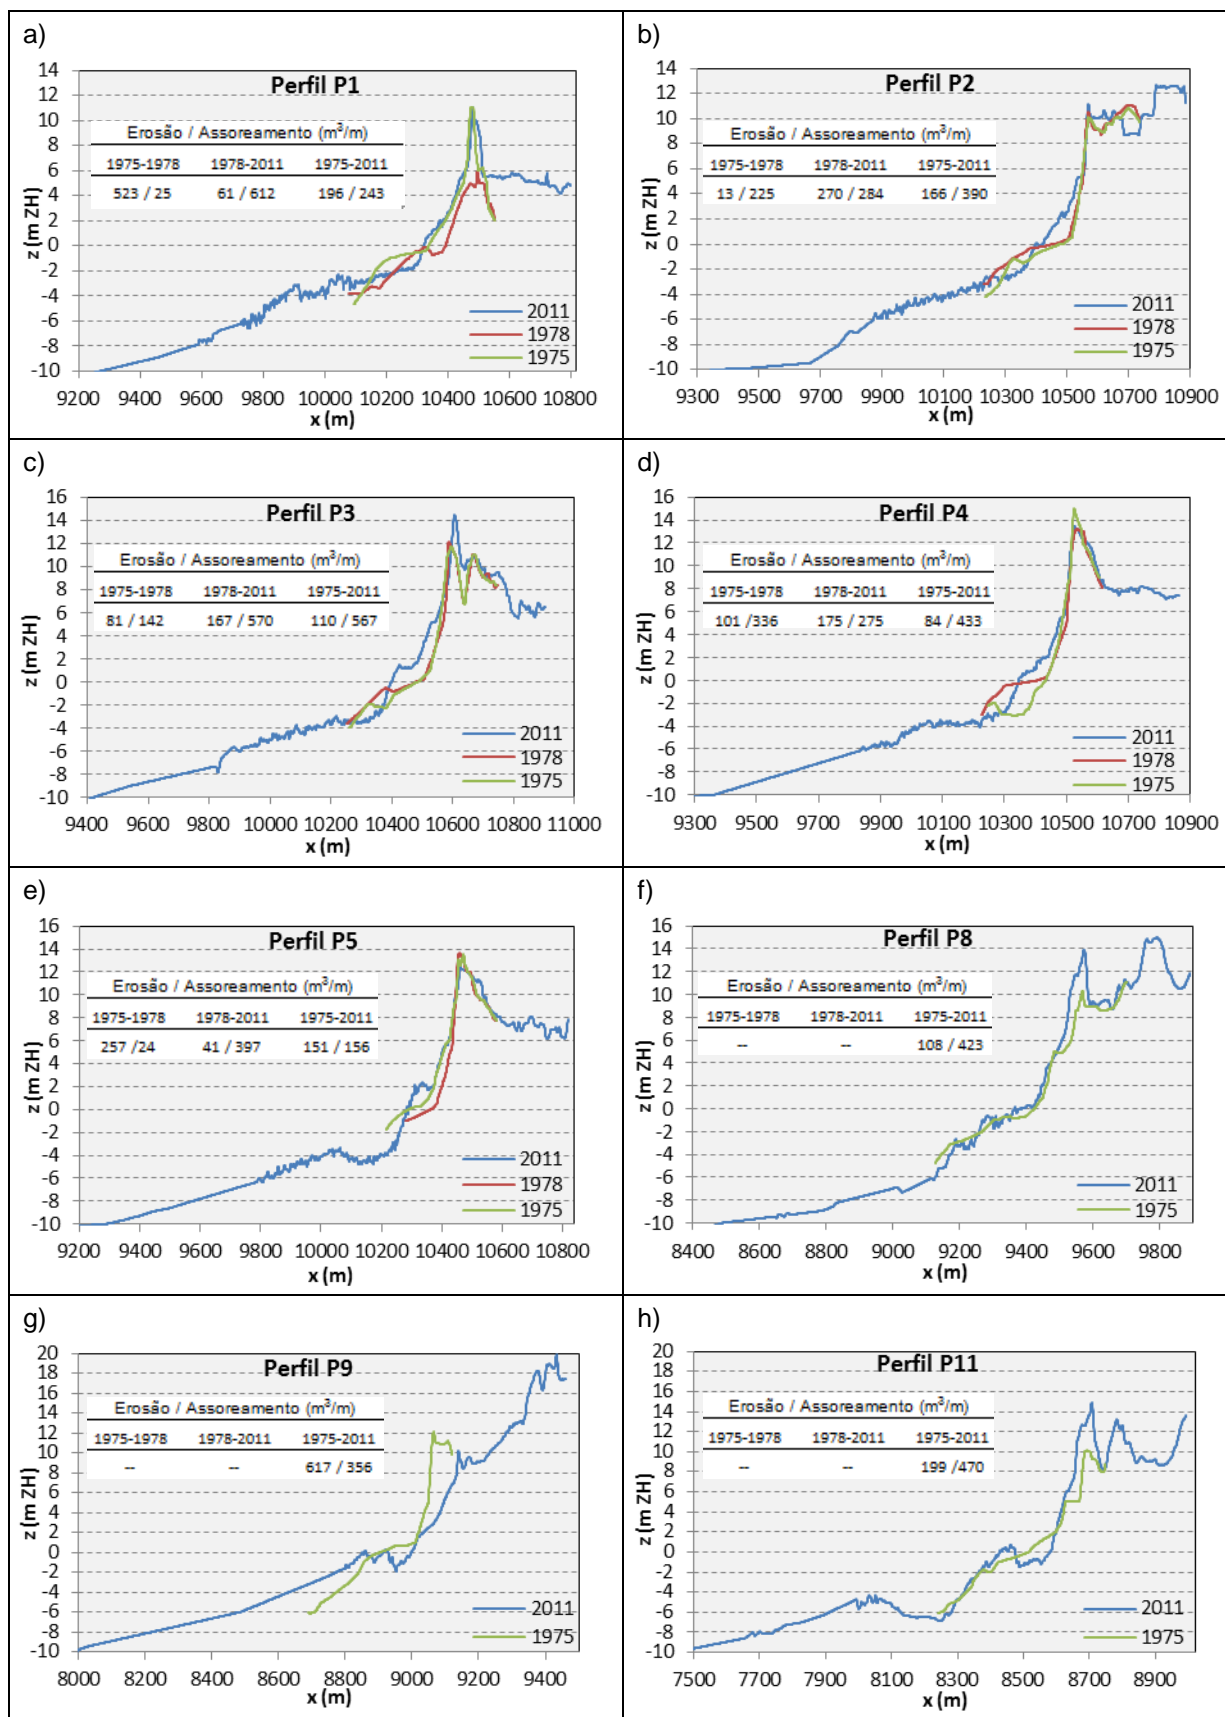 a)
Perfil P1
14
12
10
8
6
4
2
0
-2
-4
-6
-8
-10
z (m ZH)
Erosão / Assoreamento (m³/m)
1975-1978 1978-2011 1975-2011
523 / 25 61 / 612 196 / 243
2011
1978
1975
9200 9400 9600 9800 10000 10200 10400 10600 10800
x (m)
b)
Perfil P2
14
12
10
8
6
4
2
0
-2
-4
-6
-8
-10
z (m ZH)
Erosão / Assoreamento (m³/m)
1975-1978 1978-2011 1975-2011
13 / 225 270 / 284 166 / 390
2011
1978
1975
9300 9500 9700 9900 10100 10300 10500 10700 10900
x (m)
c)
Perfil P3
16
14
12
10
8
6
4
2
0
-2
-4
-6
-8
-10
z (m ZH)
Erosão / Assoreamento (m³/m)
1975-1978 1978-2011 1975-2011
81 / 142 167 / 570 110 / 567
2011
1978
1975
9400 9600 9800 10000 10200 10400 10600 10800 11000
x (m)
d)
Perfil P4
16
14
12
10
8
6
4
2
0
-2
-4
-6
-8
-10
z (m ZH)
Erosão / Assoreamento (m³/m)
1975-1978 1978-2011 1975-2011
101 /336 175 / 275 84 / 433
2011
1978
1975
9300 9500 9700 9900 10100 10300 10500 10700 10900
x (m)
e)
Perfil P5
16
14
12
10
8
6
4
2
0
-2
-4
-6
-8
-10
z (m ZH)
Erosão / Assoreamento (m³/m)
1975-1978 1978-2011 1975-2011
257 /24 41 / 397 151 / 156
2011
1978
1975
9200 9400 9600 9800 10000 10200 10400 10600 10800
x (m)
f)
Perfil P8
16
14
12
10
8
6
4
2
0
-2
-4
-6
-8
-10
z (m ZH)
Erosão / Assoreamento (m³/m)
1975-1978 1978-2011 1975-2011
-- -- 108 / 423
2011
1975
8400 8600 8800 9000 9200 9400 9600 9800
x (m)
g)
Perfil P9
20
18
16
14
12
10
8
6
4
2
0
-2
-4
-6
-8
-10
z (m ZH)
Erosão / Assoreamento (m³/m)
1975-1978 1978-2011 1975-2011
-- -- 617 / 356
2011
1975
8000 8200 8400 8600 8800 9000 9200 9400
x (m)
h)
Perfil P11
20
18
16
14
12
10
8
6
4
2
0
-2
-4
-6
-8
-10
z (m ZH)
Erosão / Assoreamento (m³/m)
1975-1978 1978-2011 1975-2011
-- -- 199 /470
2011
1975
7500 7700 7900 8100 8300 8500 8700 8900
x (m)